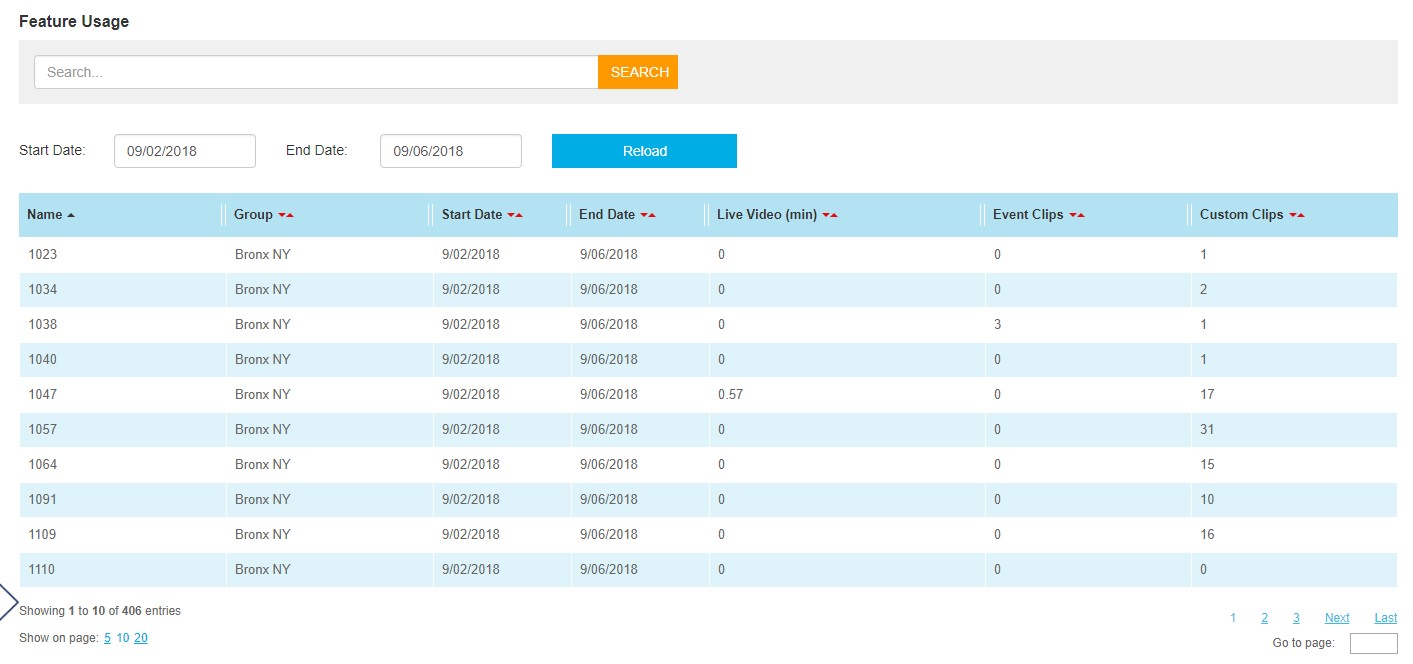 Feature Usage
Search... SEARCH
Start Date: 09/02/2018 End Date: 09/06/2018 Reload
Name Group Start Date End Date Live Video (min) Event Clips Custom Clips
1023 Bronx NY 9/02/2018 9/06/2018 0 0 1
1034 Bronx NY 9/02/2018 9/06/2018 0 0 2
1038 Bronx NY 9/02/2018 9/06/2018 0 3 1
1040 Bronx NY 9/02/2018 9/06/2018 0 0 1
1047 Bronx NY 9/02/2018 9/06/2018 0.57 0 17
1057 Bronx NY 9/02/2018 9/06/2018 0 0 31
1064 Bronx NY 9/02/2018 9/06/2018 0 0 15
1091 Bronx NY 9/02/2018 9/06/2018 0 0 10
1109 Bronx NY 9/02/2018 9/06/2018 0 0 16
1110 Bronx NY 9/02/2018 9/06/2018 0 0 0
Showing 1 to 10 of 406 entries
1 2 3 Next Last
Show on page: 5 10 20
Go to page: